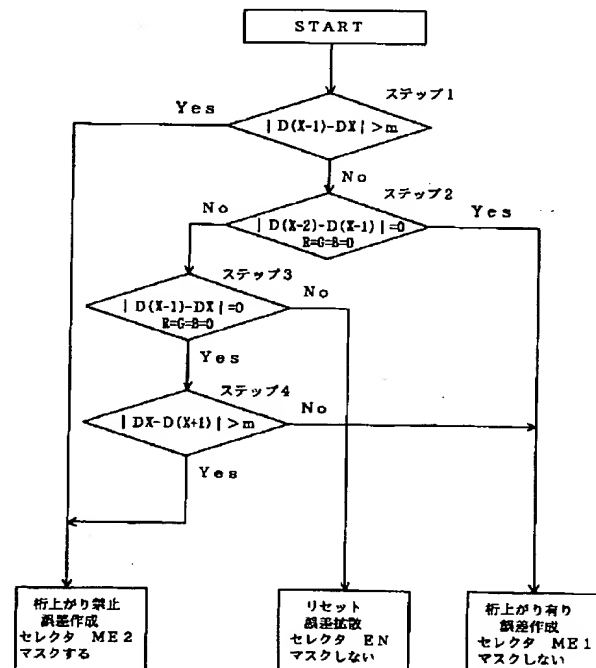 START
ステップ1
Yes
| D(X-1)-DX | >m
No
ステップ2
No
| D(X-2)-D(X-1) | =0
R=G=B=0
Yes
ステップ3
| D(X-1)-DX | =0
R=G=B=0
No
Yes
ステップ4
| DX-D(X+1) | >m
No
Yes
桁上がり禁止
誤差作成
セレクタ ME2
マスクする
リセット
誤差拡散
セレクタ EN
マスクしない
桁上がり有り
誤差作成
セレクタ ME1
マスクしない